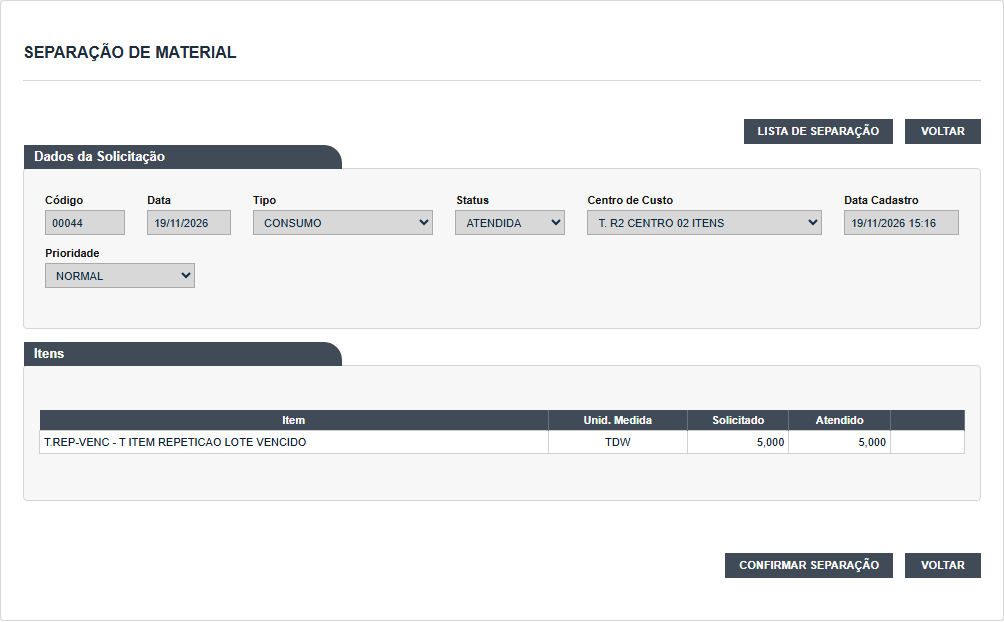 SEPARAÇÃO DE MATERIAL
LISTA DE SEPARAÇÃO VOLTAR
Dados da Solicitação
Código Data Tipo Status Centro de Custo Data Cadastro
00044 19/11/2026 CONSUMO ATENDIDA T. R2 CENTRO 02 ITENS 19/11/2026 15:16
Prioridade
NORMAL
Itens
Item Unid. Medida Solicitado Atendido
T.REP-VENC - T ITEM REPETICAO LOTE VENCIDO TDW 5,000 5,000
CONFIRMAR SEPARAÇÃO VOLTAR